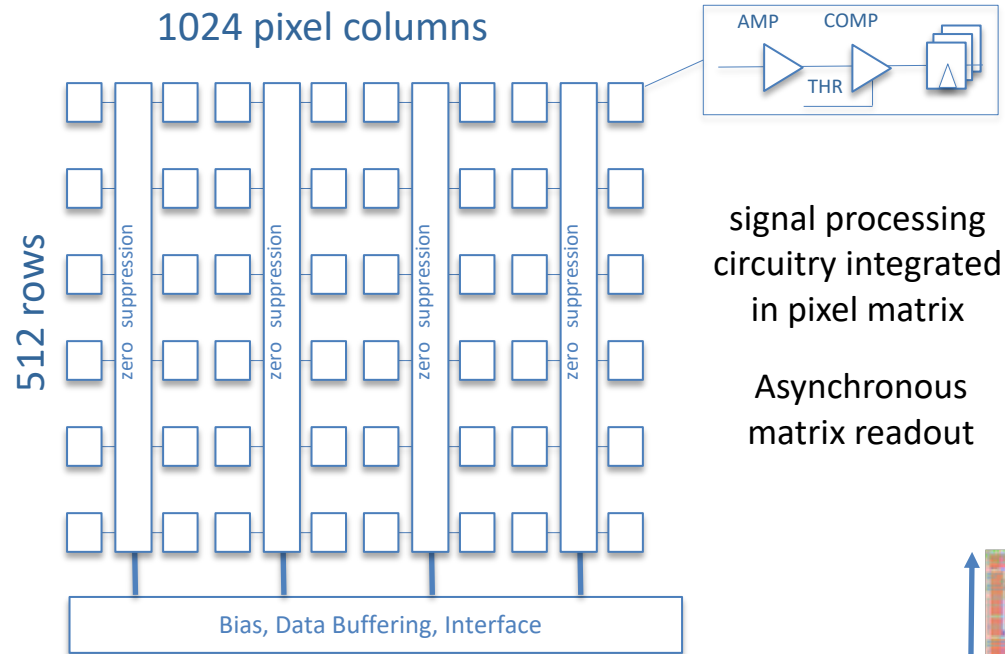 1024 pixel columns
AMP COMP
THR
512 rows
zero suppression
zero suppression
zero suppression
zero suppression
signal processing
circuitry integrated
in pixel matrix
Asynchronous
matrix readout
Bias, Data Buffering, Interface